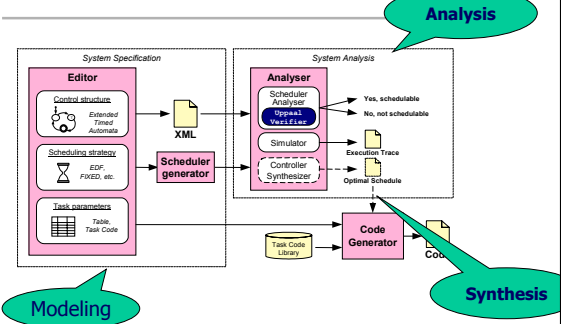 Analysis
System Specification
System Analysis
Editor
Control structure
Extended
Timed
Automata
XML
Scheduling strategy
EDF,
FIXED, etc.
Scheduler
generator
Task parameters
Table,
Task Code
Analyser
Scheduler
Analyser
Uppaal
Verifier
Yes, schedulable
No, not schedulable
Simulator
Execution Trace
Controller
Synthesizer
Optimal Schedule
Task Code
Library
Code
Generator
Code
Modeling
Synthesis